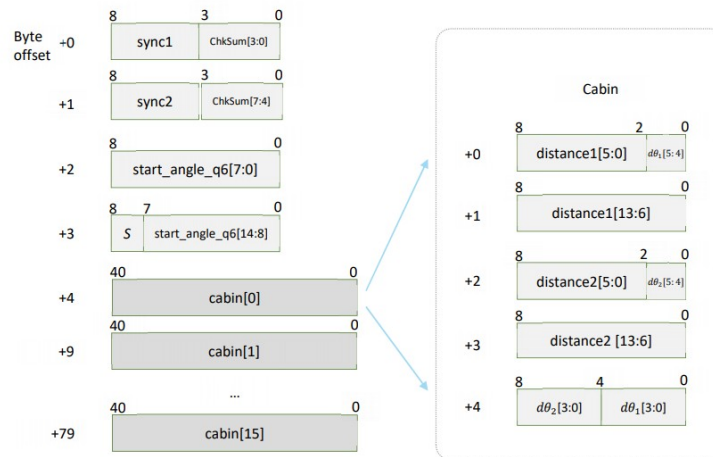 Byte
offset
+0
8 3 0
sync1 ChkSum[3:0]
+1
8 3 0
sync2 ChkSum[7:4]
+2
8 0
start_angle_q6[7:0]
+3
8 7 0
S start_angle_q6[14:8]
+4
40 0
cabin[0]
+9
40 0
cabin[1]
...
+79
40 0
cabin[15]
Cabin
+0
8 2 0
distance1[5:0] dθ₁[5:4]
+1
8 0
distance1[13:6]
+2
8 2 0
distance2[5:0] dθ₂[5:4]
+3
8 0
distance2 [13:6]
+4
8 4 0
dθ₂[3:0] dθ₁[3:0]